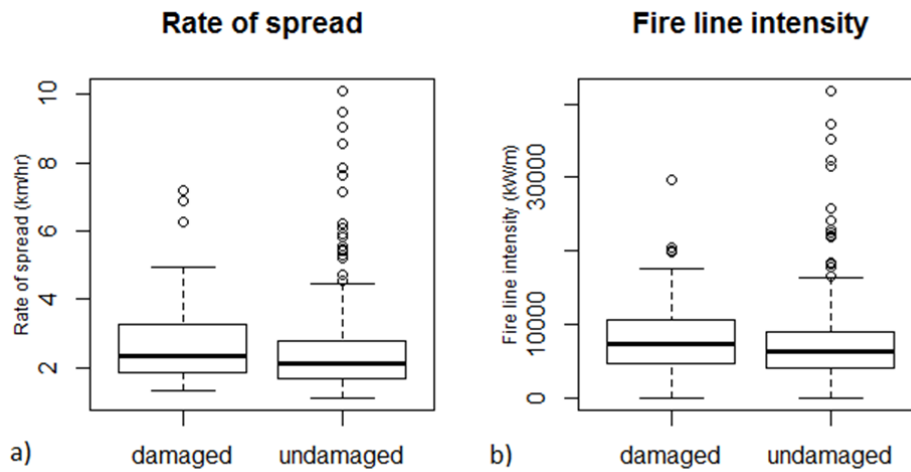 Rate of spread
Rate of spread (km/hr)
10
8
6
4
2
damaged
undamaged
a)
Fire line intensity
Fire line intensity (kW/m)
30000
10000
0
damaged
undamaged
b)